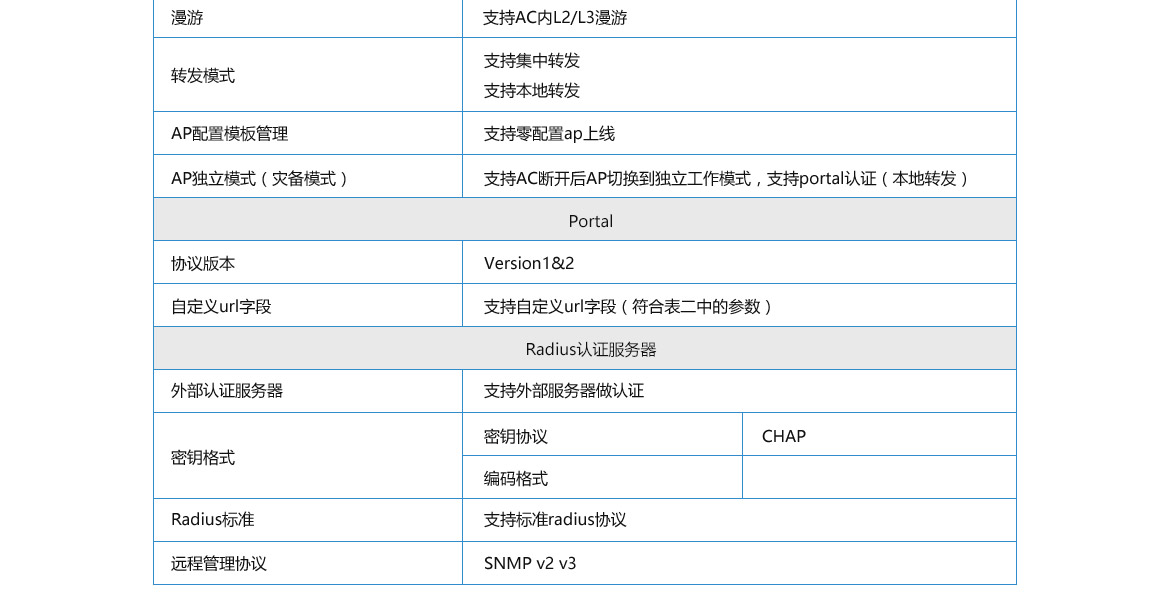 漫游
支持AC内L2/L3漫游
转发模式
支持集中转发
支持本地转发
AP配置模板管理
支持零配置ap上线
AP独立模式（灾备模式）
支持AC断开后AP切换到独立工作模式，支持portal认证（本地转发）
Portal
协议版本
Version1&2
自定义url字段
支持自定义url字段（符合表二中的参数）
Radius认证服务器
外部认证服务器
支持外部服务器做认证
密钥格式
密钥协议
CHAP
编码格式
Radius标准
支持标准radius协议
远程管理协议
SNMP v2 v3